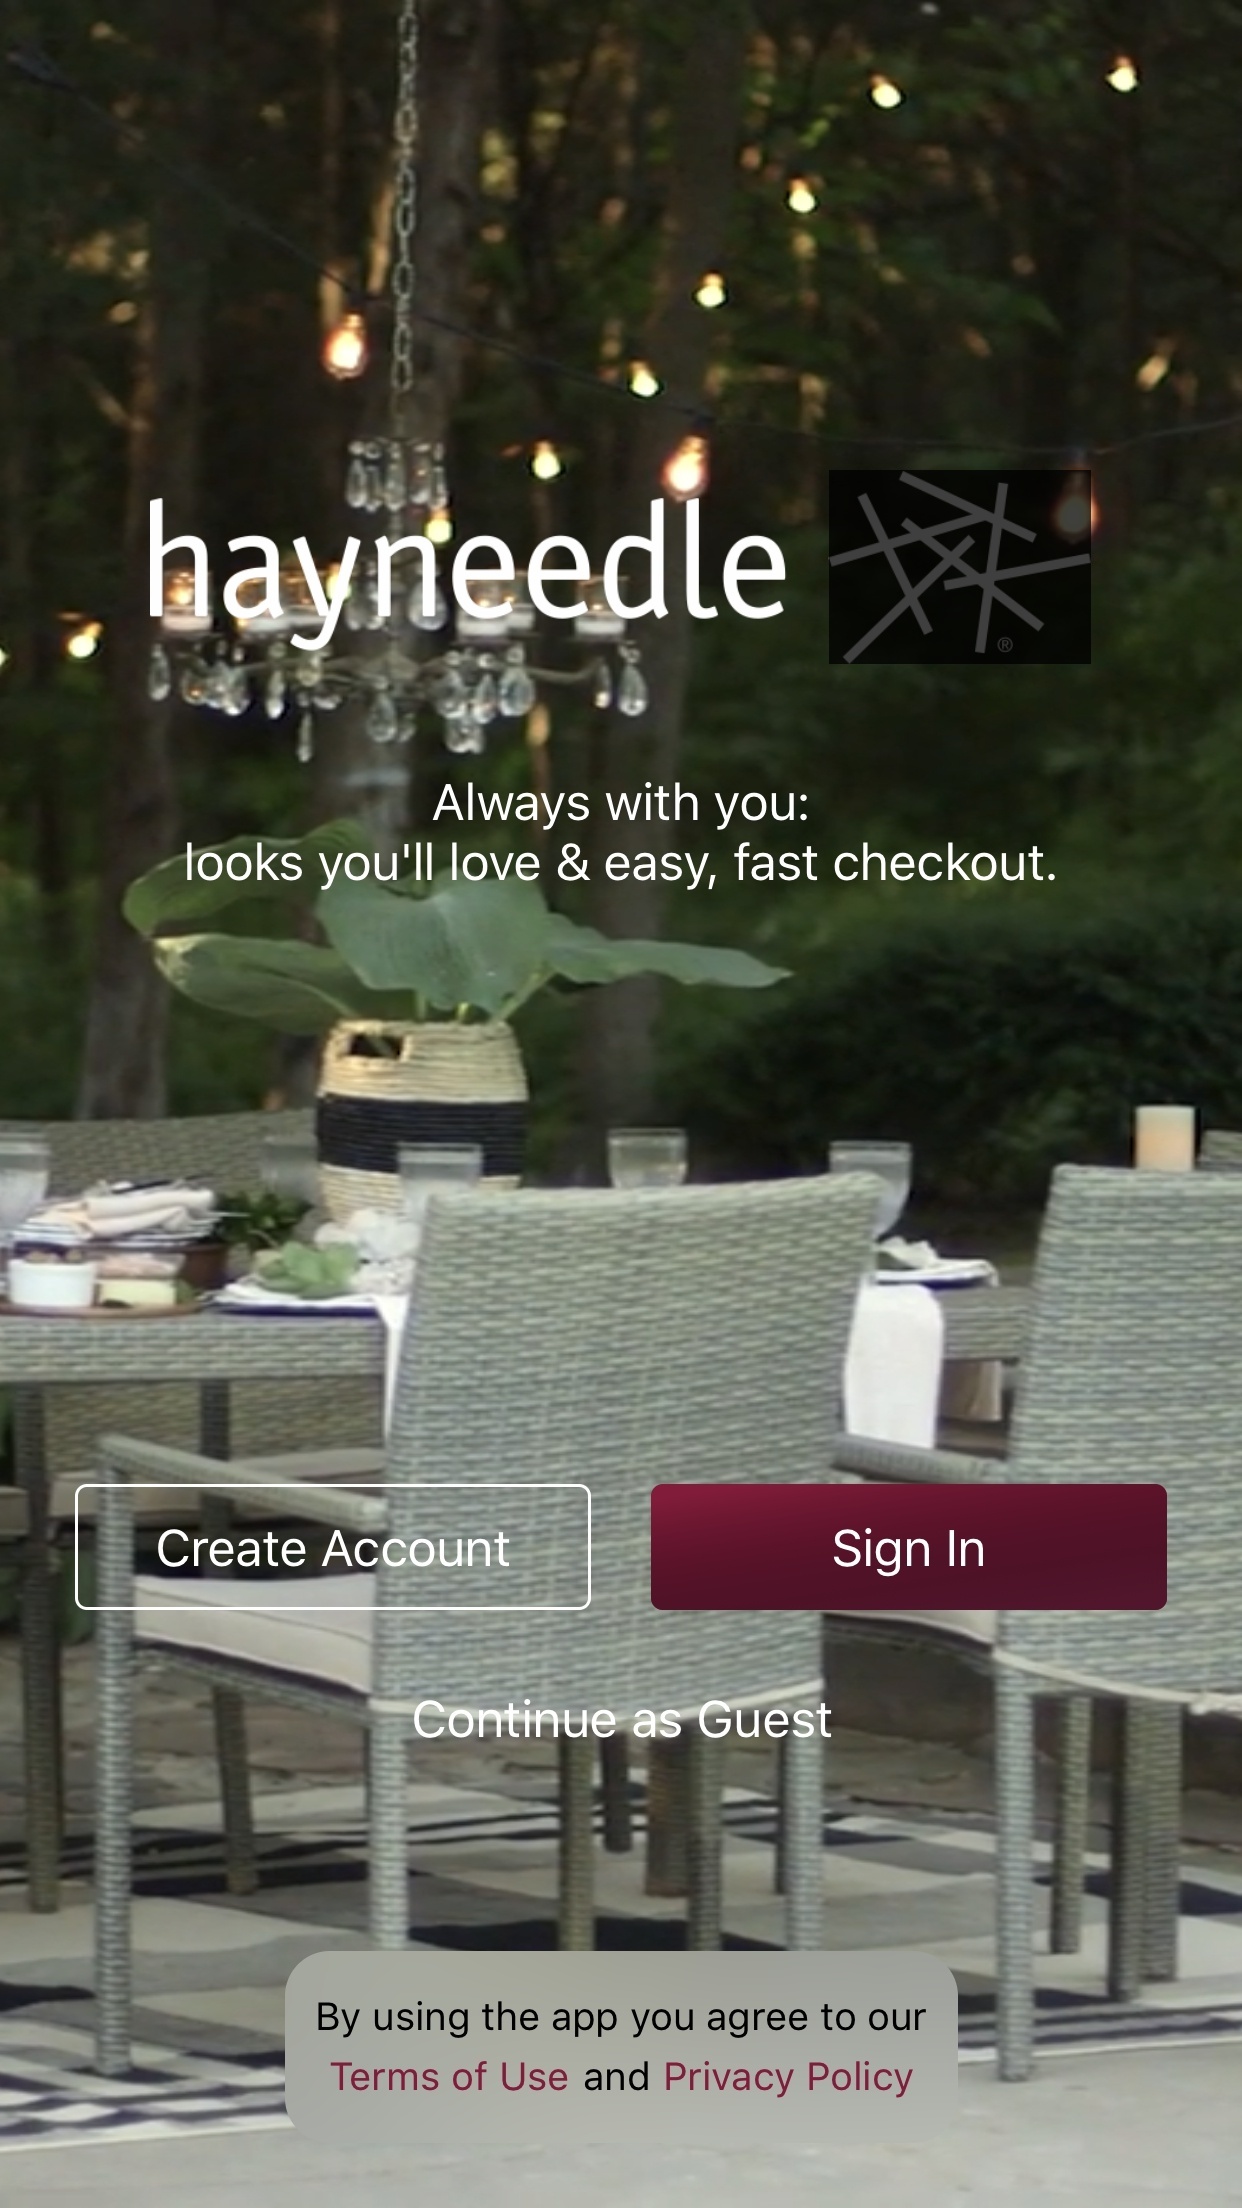 hayneedle
®
Always with you:
looks you'll love & easy, fast checkout.
Create Account
Sign In
Continue as Guest
By using the app you agree to our
Terms of Use and Privacy Policy